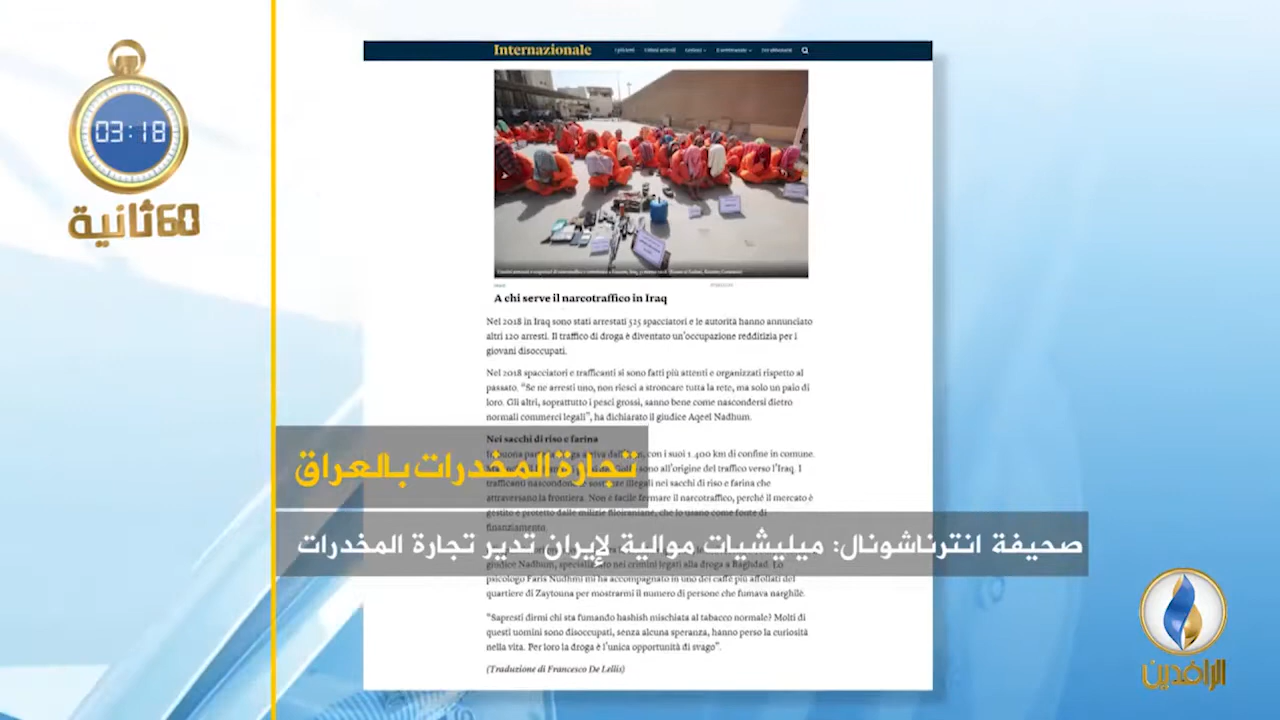 03:18
60ثانية
Internazionale
A chi serve il narcotraffico in Iraq
Nel 2018 in Iraq sono stati arrestati 525 spacciatori e le autorità hanno annunciato
altri 120 arresti. Il traffico di droga è diventato un'occupazione redditizia per i
giovani disoccupati.
Nel 2018 spacciatori e trafficanti si sono fatti più attenti e organizzati rispetto al
passato. “Se ne arresti uno, non riesci a stroncare tutta la rete, ma solo un paio di
loro. Gli altri, soprattutto i pesci grossi, sanno bene come nascondersi dietro
normali commerci legali”, ha dichiarato il giudice Aqeel Nadhum.
Nei sacchi di riso e farina
con i suoi 1.400 km di confine in comune.
sono all'origine del traffico verso l'Iraq. I
trafficanti nascondono le sostanze illegali nei sacchi di riso e farina che
attraversano la frontiera. Non è facile fermare il narcotraffico, perché il mercato è
gestito e protetto dalle milizie filoiraniane, che lo usano come fonte di
finanziamento.
تجارة المخدرات بالعراق
صحيفة انترناشونال: ميليشيات موالية لإيران تدير تجارة المخدرات
giudice Nadhum, specializzato nei crimini legati alla droga a Baghdad. Lo
psicologo Faris Nudhmi mi ha accompagnato in uno dei caffè più affollati del
quartiere di Zaytouna per mostrarmi il numero di persone che fumava narghilè.
“Sapresti dirmi chi sta fumando hashish mischiata al tabacco normale? Molti di
questi uomini sono disoccupati, senza alcuna speranza, hanno perso la curiosità
nella vita. Per loro la droga è l'unica opportunità di svago”.
(Traduzione di Francesco De Lellis)
الرافدين